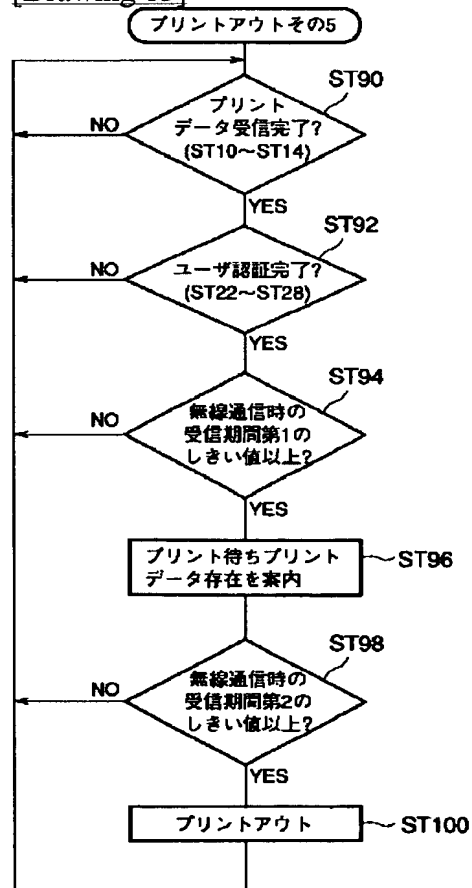 プリントアウトその5
ST90
プリント
データ受信完了?
(ST10～ST14)
NO
YES
ST92
ユーザ認証完了?
(ST22～ST28)
NO
YES
ST94
無線通信時の
受信期間第1の
しきい値以上?
NO
YES
プリント待ちプリント
データ存在を案内
ST96
ST98
無線通信時の
受信期間第2の
しきい値以上?
NO
YES
プリントアウト
ST100